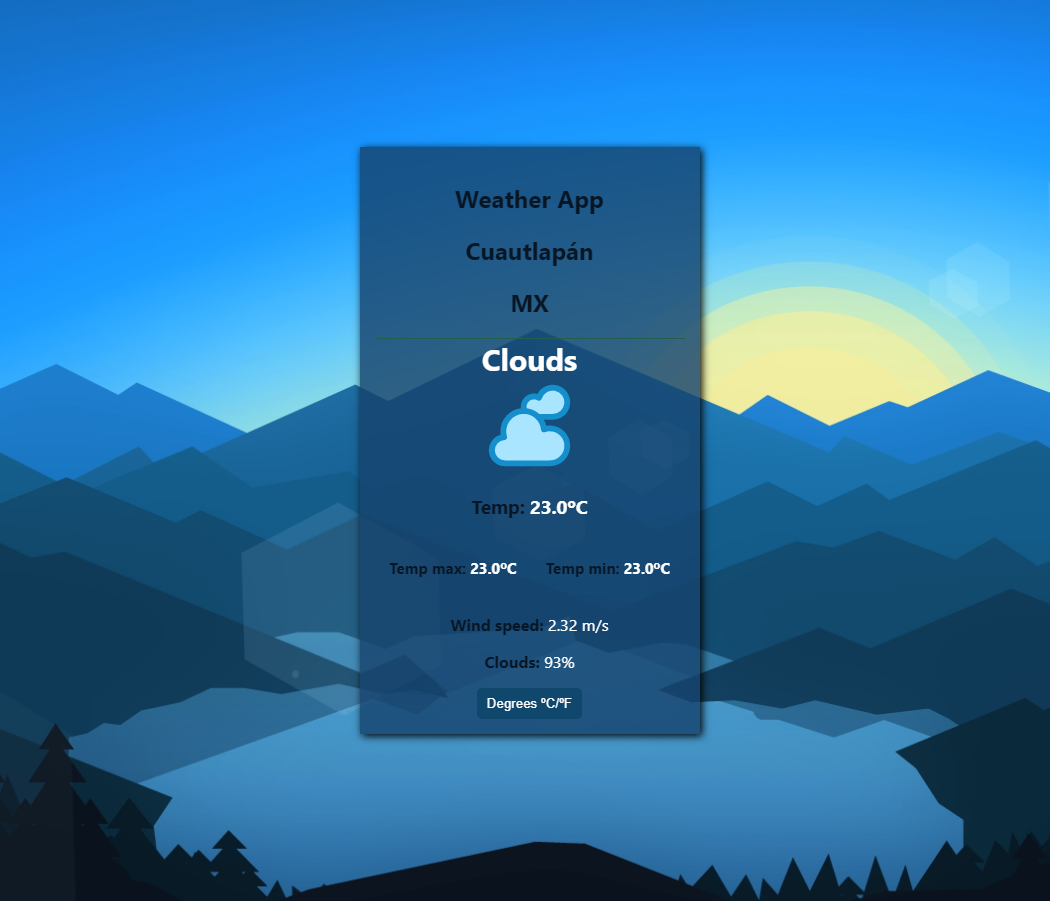 Weather App
Cuautlapán
MX
Clouds
Temp: 23.0ºC
Temp max: 23.0ºC Temp min: 23.0ºC
Wind speed: 2.32 m/s
Clouds: 93%
Degrees ºC/ºF